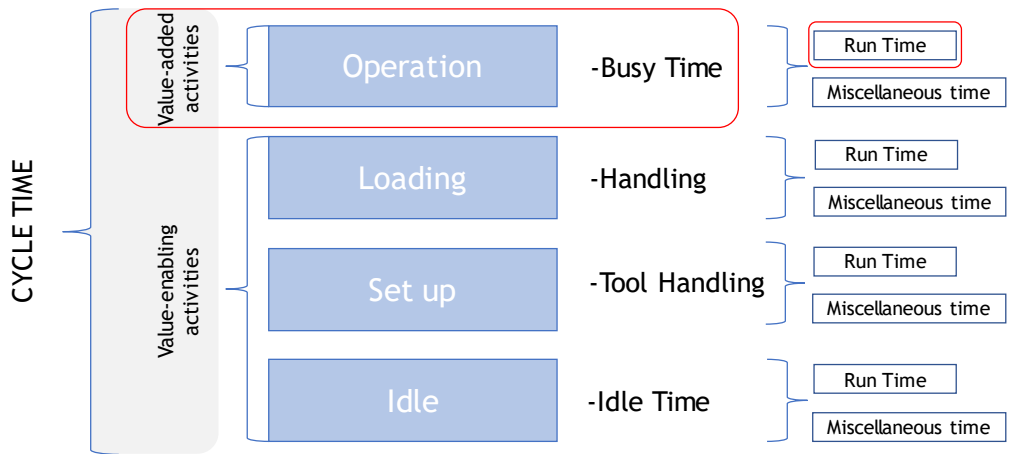 CYCLE TIME
Value-added
activities
Operation
-Busy Time
Run Time
Miscellaneous time
Value-enabling
activities
Loading
-Handling
Run Time
Miscellaneous time
Set up
-Tool Handling
Run Time
Miscellaneous time
Idle
-Idle Time
Run Time
Miscellaneous time